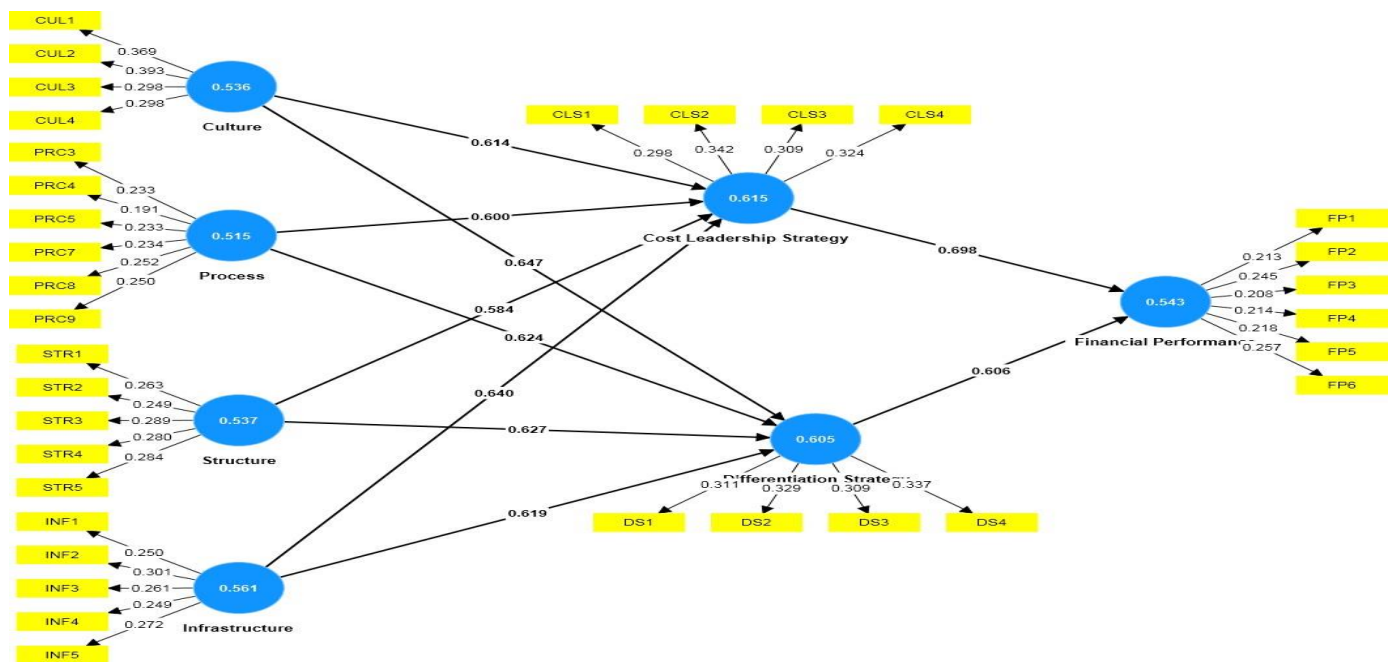 CUL1
0.369
CUL2
0.393
CUL3
0.298
CUL4
0.298
0.536
Culture
PRC3
0.233
PRC4
0.191
PRC5
0.233
PRC7
0.234
PRC8
0.252
PRC9
0.250
0.515
Process
STR1
0.263
STR2
0.249
STR3
0.289
STR4
0.280
STR5
0.284
0.537
Structure
INF1
0.250
INF2
0.301
INF3
0.261
INF4
0.249
INF5
0.272
0.561
Infrastructure
0.614
0.600
0.647
0.584
0.624
0.640
0.627
0.619
CLS1
CLS2
CLS3
CLS4
0.298
0.342
0.309
0.324
0.615
Cost Leadership Strategy
0.605
Differentiation Strategy
0.311
0.329
0.309
0.337
DS1
DS2
DS3
DS4
0.698
0.606
0.543
Financial Performance
FP1
0.213
FP2
0.245
FP3
0.208
FP4
0.214
FP5
0.218
FP6
0.257